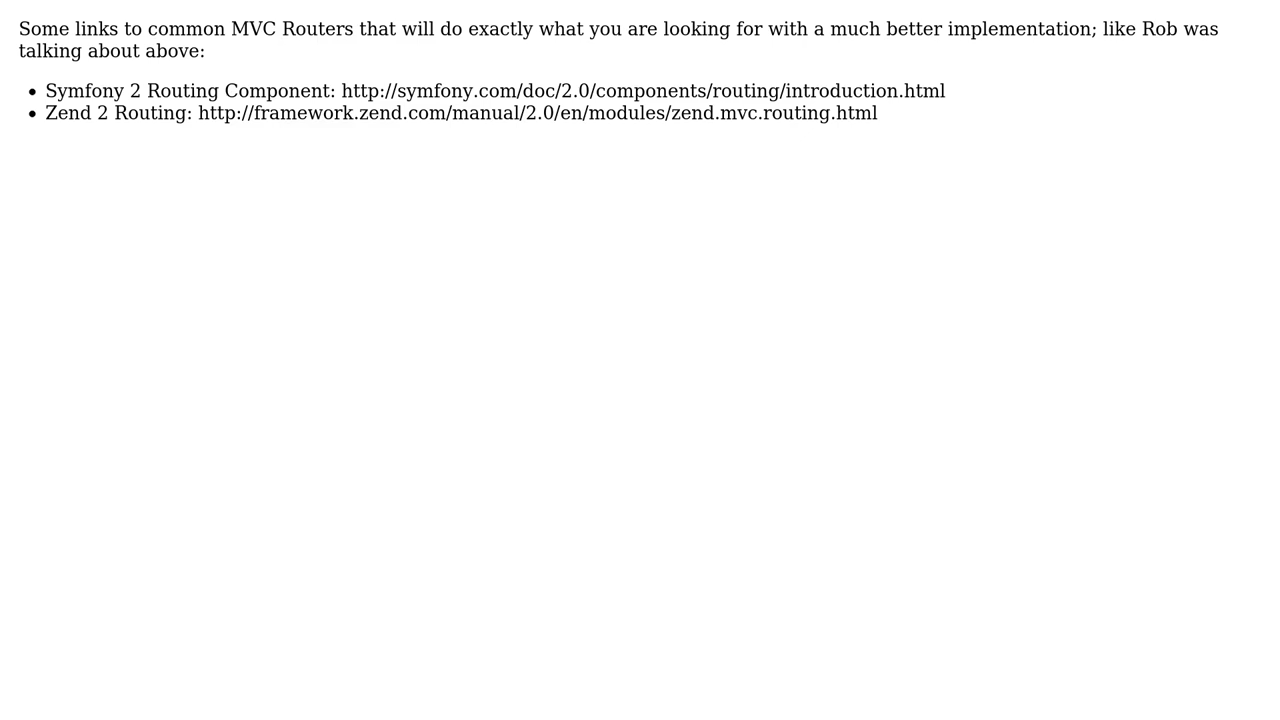 Some links to common MVC Routers that will do exactly what you are looking for with a much better implementation; like Rob was
talking about above:
• Symfony 2 Routing Component: http://symfony.com/doc/2.0/components/routing/introduction.html
• Zend 2 Routing: http://framework.zend.com/manual/2.0/en/modules/zend.mvc.routing.html